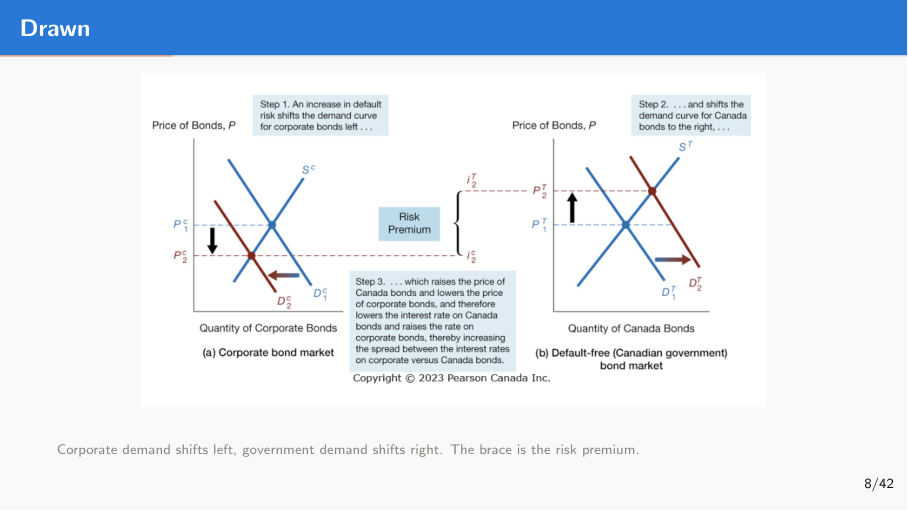 Drawn
Step 1. An increase in default
risk shifts the demand curve
for corporate bonds left . . .
Price of Bonds, P
S^c
P^c_1
P^c_2
D^c_2
D^c_1
Quantity of Corporate Bonds
(a) Corporate bond market
i^T_2
Risk
Premium
i^c_2
Step 3. . . . which raises the price of
Canada bonds and lowers the price
of corporate bonds, and therefore
lowers the interest rate on Canada
bonds and raises the rate on
corporate bonds, thereby increasing
the spread between the interest rates
on corporate versus Canada bonds.
Step 2. . . . and shifts the
demand curve for Canada
bonds to the right, . . .
Price of Bonds, P
S^T
P^T_2
P^T_1
D^T_1
D^T_2
Quantity of Canada Bonds
(b) Default-free (Canadian government)
bond market
Copyright © 2023 Pearson Canada Inc.
Corporate demand shifts left, government demand shifts right. The brace is the risk premium.
8/42